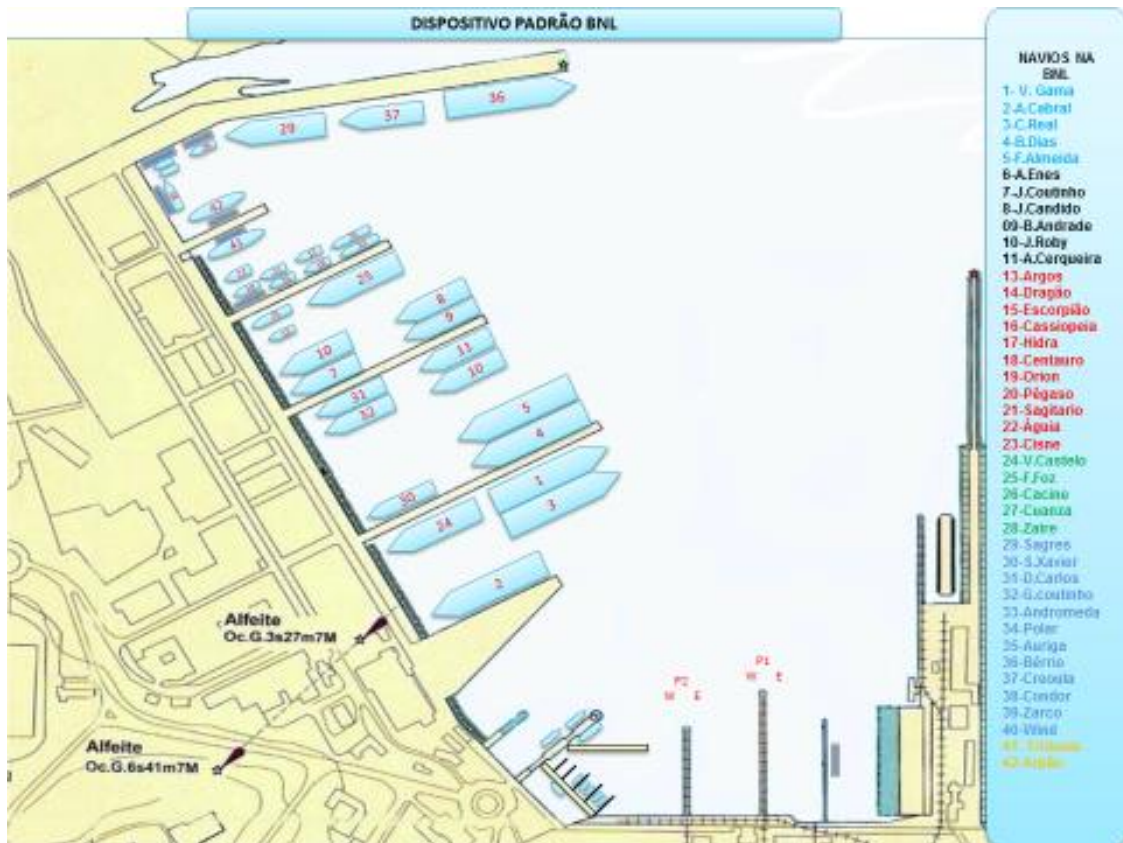 DISPOSITIVO PADRÃO BNL
NAVIOS NA
BNL
1- V. Gama
2-A.Cabral
3-C.Real
4-B.Dias
5-F.Almeida
6-A.Enes
7-J.Coutinho
8-J.Candido
09-B.Andrade
10-J.Roby
11-A.Cerqueira
13-Argos
14-Dragão
15-Escorpião
16-Cassiopeia
17-Hidra
18-Centauro
19-Orion
20-Pégaso
21-Sagitario
22-Águia
23-Cisne
24-V.Castelo
25-F.Foz
26-Cacine
27-Cuanza
28-Zaire
29-Sagres
30-S.Xavier
31-D.Carlos
32-G.coutinho
33-Andromeda
34-Polar
35-Auriga
36-Bérrio
37-Creoula
38-Condor
39-Zarco
40-Wind
42-Arpão
36
37
29
42
41
25
8
9
10
7
11
10
31
32
5
4
1
3
30
24
2
Alfeite
Oc.G.3s27m7M
Alfeite
Oc.G.6s41m7M
P2
W E
P1
W E